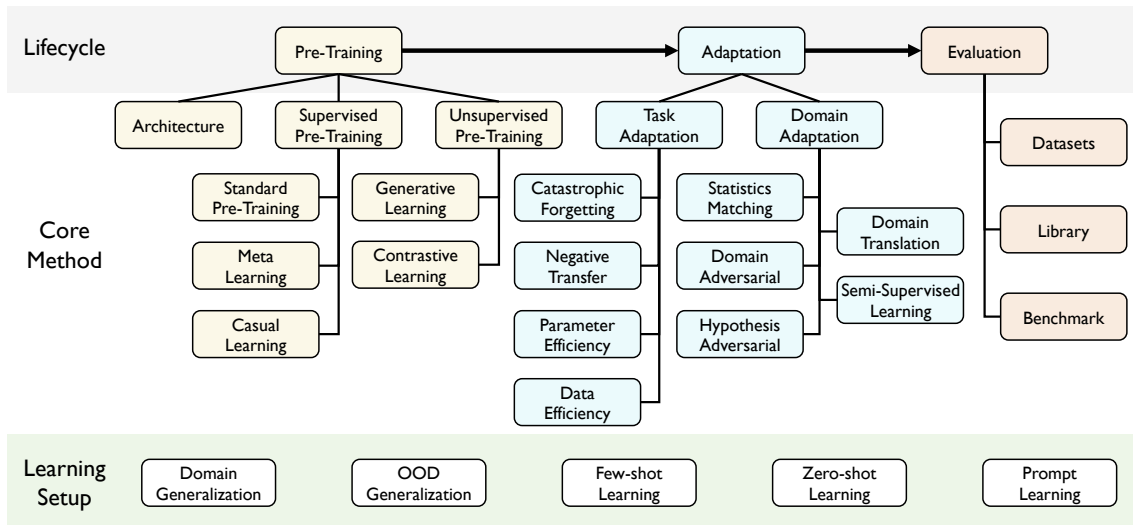 Lifecycle
Pre-Training
Adaptation
Evaluation
Core
Method
Architecture
Supervised
Pre-Training
Unsupervised
Pre-Training
Task
Adaptation
Domain
Adaptation
Datasets
Library
Benchmark
Standard
Pre-Training
Meta
Learning
Casual
Learning
Generative
Learning
Contrastive
Learning
Catastrophic
Forgetting
Negative
Transfer
Parameter
Efficiency
Data
Efficiency
Statistics
Matching
Domain
Adversarial
Hypothesis
Adversarial
Domain
Translation
Semi-Supervised
Learning
Learning
Setup
Domain
Generalization
OOD
Generalization
Few-shot
Learning
Zero-shot
Learning
Prompt
Learning